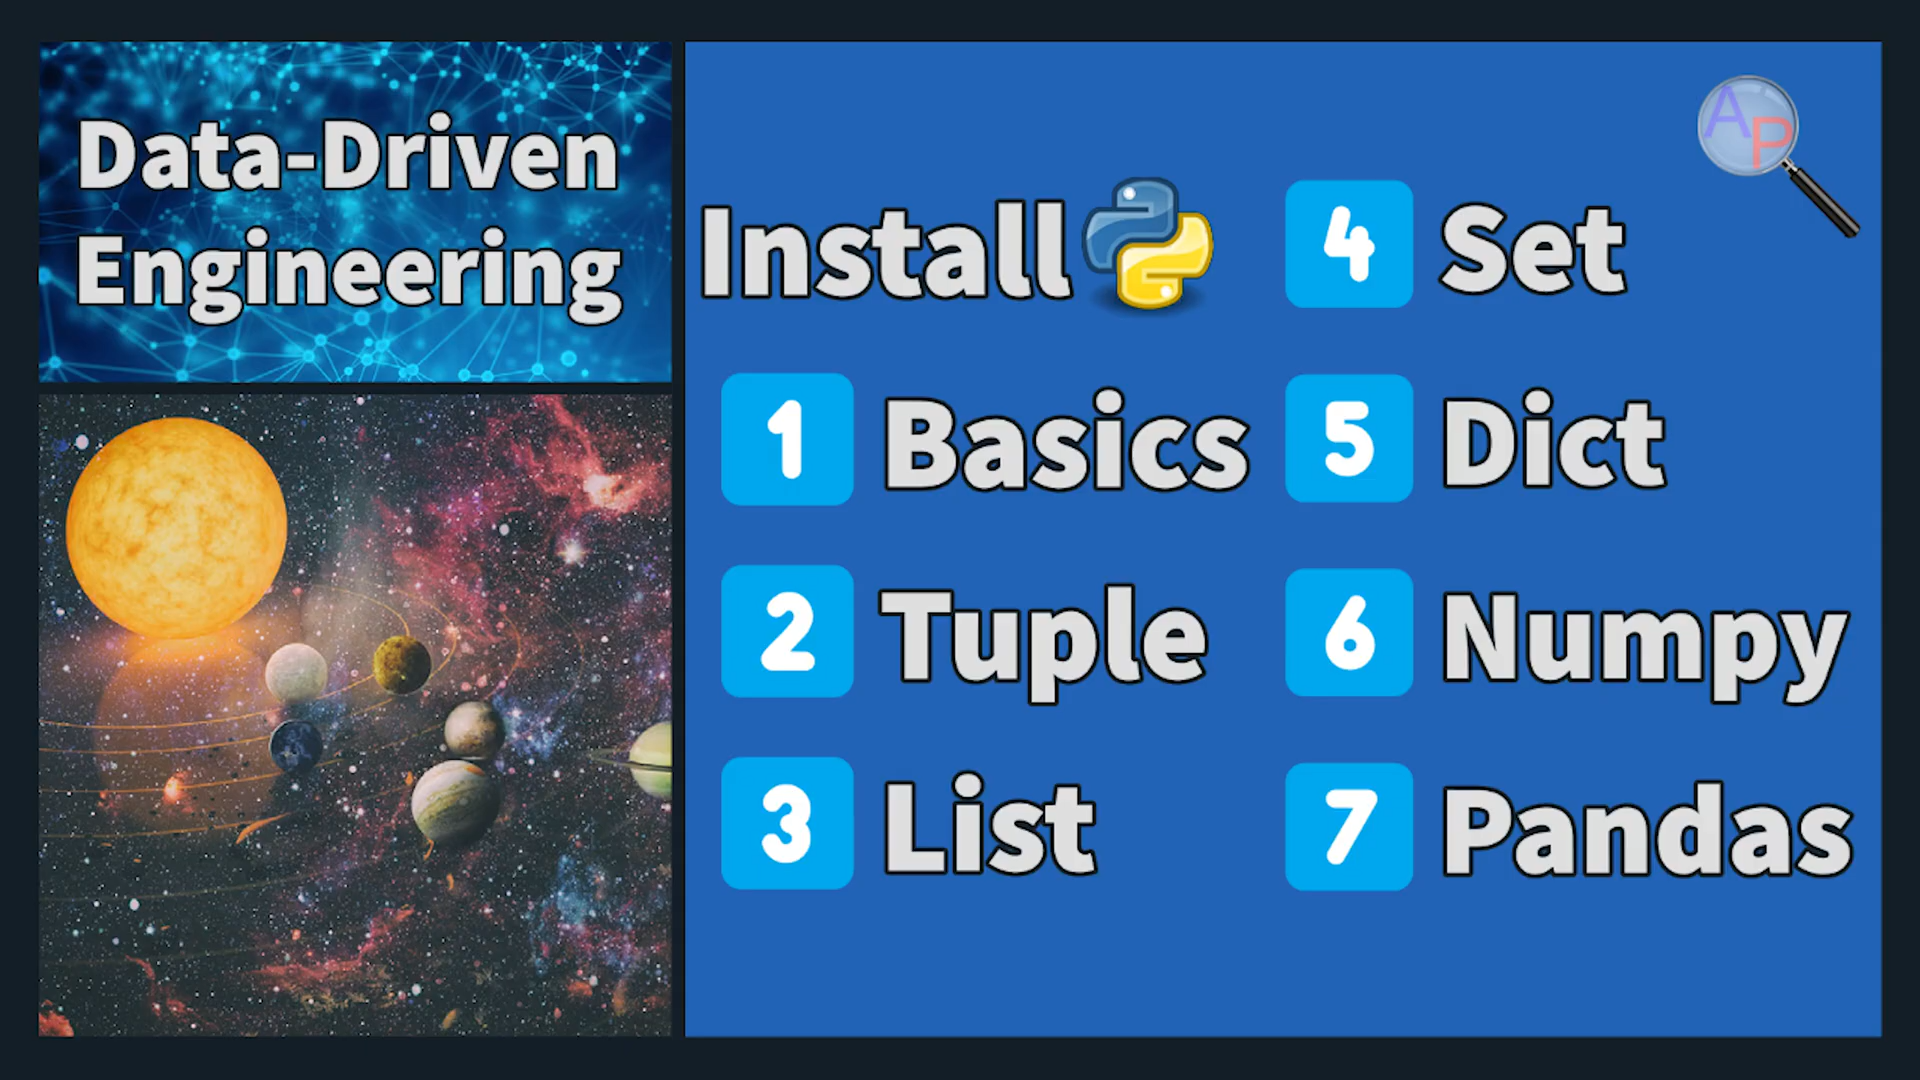 Data-Driven
Engineering
AP
Install
1 Basics
2 Tuple
3 List
4 Set
5 Dict
6 Numpy
7 Pandas